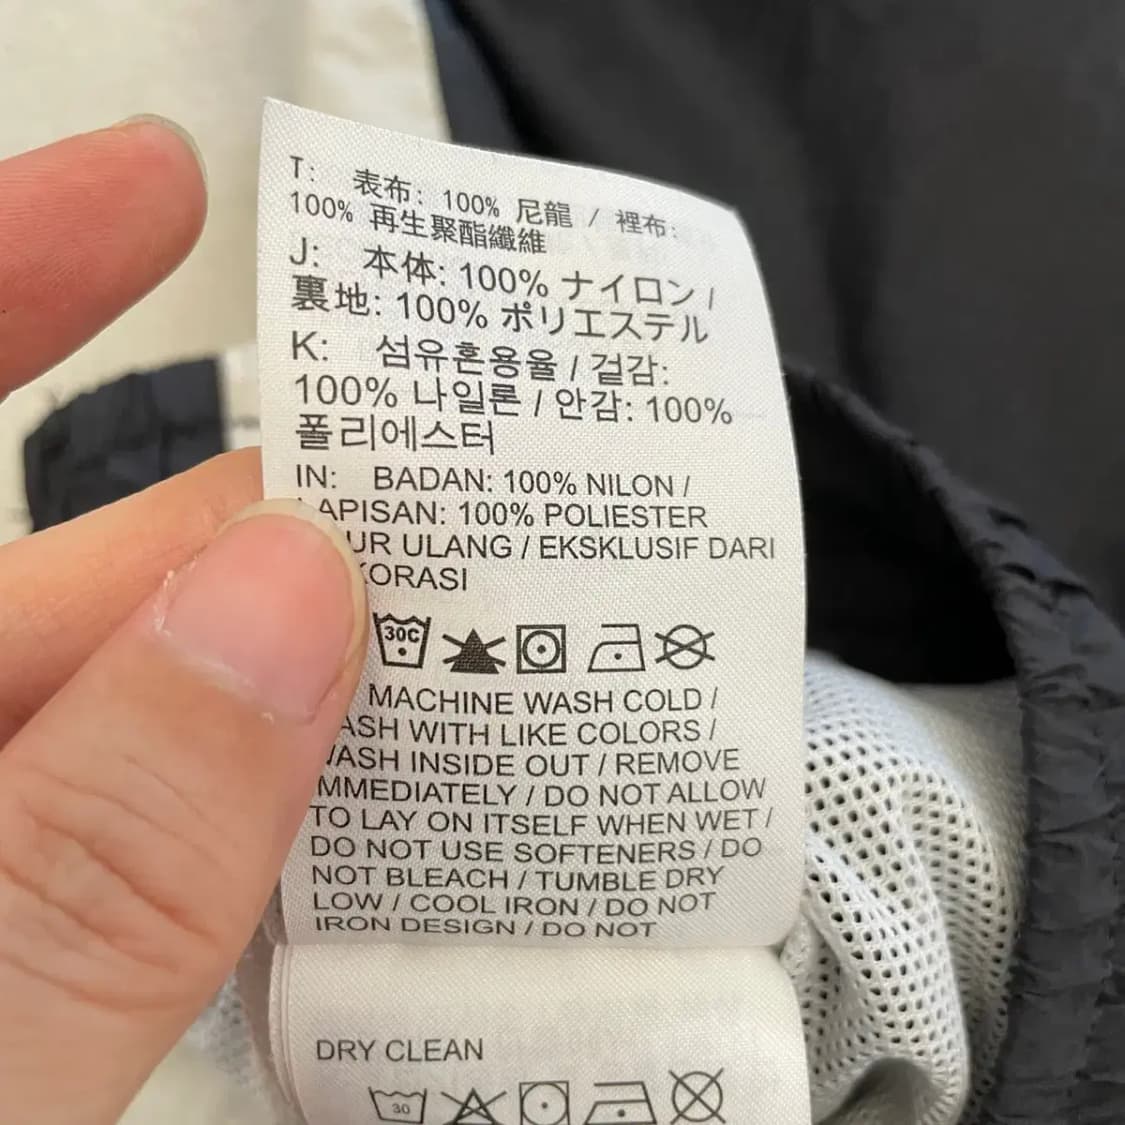 T: 表布: 100% 尼龍 / 裡布:
100% 再生聚酯纖維
J: 本体: 100% ナイロン /
裏地: 100% ポリエステル
K: 섬유혼용율 / 겉감:
100% 나일론 / 안감: 100%
폴리에스터
IN: BADAN: 100% NILON /
LAPISAN: 100% POLIESTER
ULANG / EKSKLUSIF DARI
30C
MACHINE WASH COLD /
WASH WITH LIKE COLORS /
WASH INSIDE OUT / REMOVE
IMMEDIATELY / DO NOT ALLOW
TO LAY ON ITSELF WHEN WET /
DO NOT USE SOFTENERS / DO
NOT BLEACH / TUMBLE DRY
LOW / COOL IRON / DO NOT
IRON DESIGN / DO NOT
DRY CLEAN
30